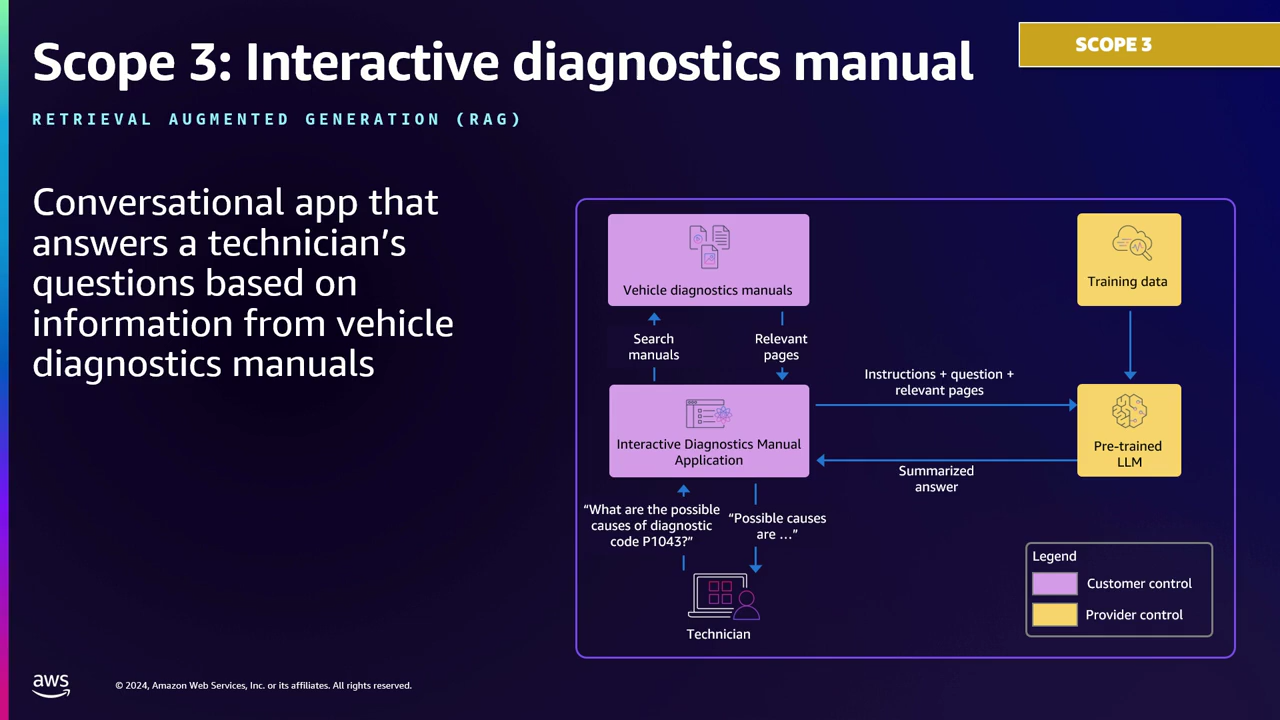 Scope 3: Interactive diagnostics manual
SCOPE 3
RETRIEVAL AUGMENTED GENERATION (RAG)
Conversational app that
answers a technician’s
questions based on
information from vehicle
diagnostics manuals
Vehicle diagnostics manuals
Training data
Search
manuals
Relevant
pages
Instructions + question +
relevant pages
Interactive Diagnostics Manual
Application
Pre-trained
LLM
Summarized
answer
“What are the possible
causes of diagnostic
code P1043?”
“Possible causes
are …”
Technician
Legend
Customer control
Provider control
aws
© 2024, Amazon Web Services, Inc. or its affiliates. All rights reserved.